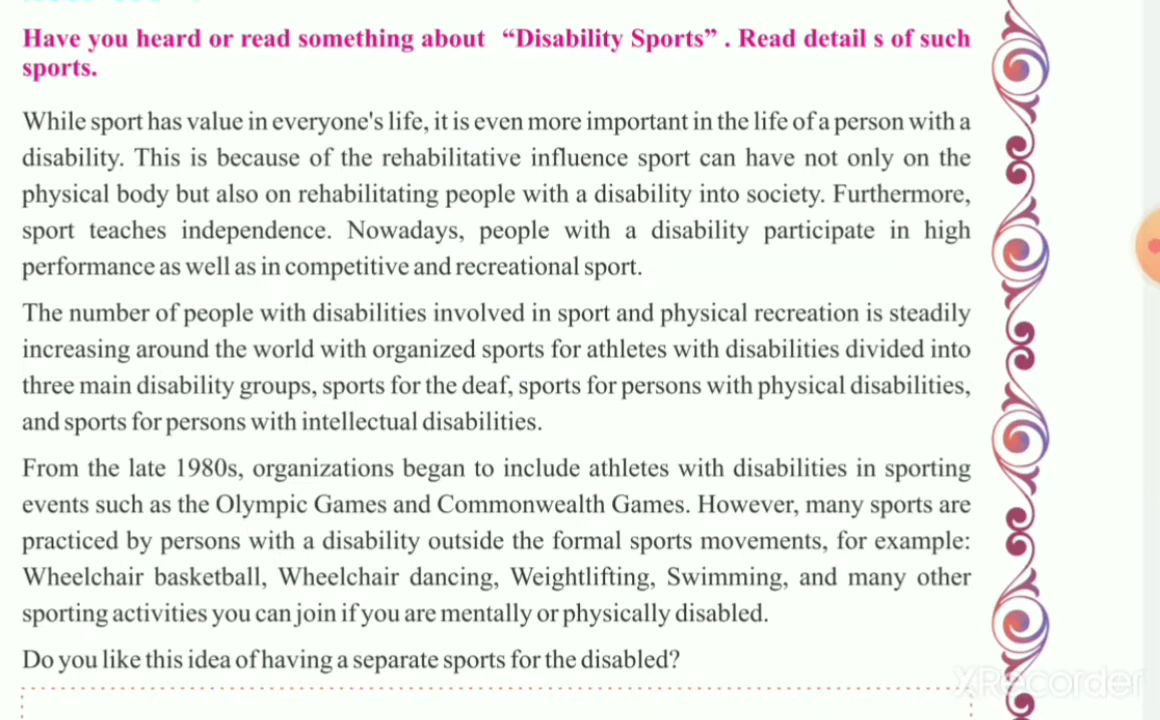 Have you heard or read something about “Disability Sports” . Read detail s of such
sports.
While sport has value in everyone's life, it is even more important in the life of a person with a
disability. This is because of the rehabilitative influence sport can have not only on the
physical body but also on rehabilitating people with a disability into society. Furthermore,
sport teaches independence. Nowadays, people with a disability participate in high
performance as well as in competitive and recreational sport.
The number of people with disabilities involved in sport and physical recreation is steadily
increasing around the world with organized sports for athletes with disabilities divided into
three main disability groups, sports for the deaf, sports for persons with physical disabilities,
and sports for persons with intellectual disabilities.
From the late 1980s, organizations began to include athletes with disabilities in sporting
events such as the Olympic Games and Commonwealth Games. However, many sports are
practiced by persons with a disability outside the formal sports movements, for example:
Wheelchair basketball, Wheelchair dancing, Weightlifting, Swimming, and many other
sporting activities you can join if you are mentally or physically disabled.
Do you like this idea of having a separate sports for the disabled?
XRecorder